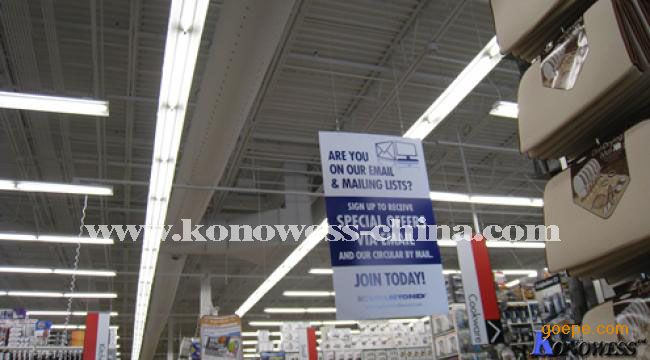 ARE YOU
ON OUR EMAIL
& MAILING LISTS?
SIGN UP TO RECEIVE
SPECIAL OFFERS
VIA EMAIL
AND OUR CIRCULAR BY MAIL.
JOIN TODAY!
www.konowess-china.com
Cookware
goepe.com
KONOWESS